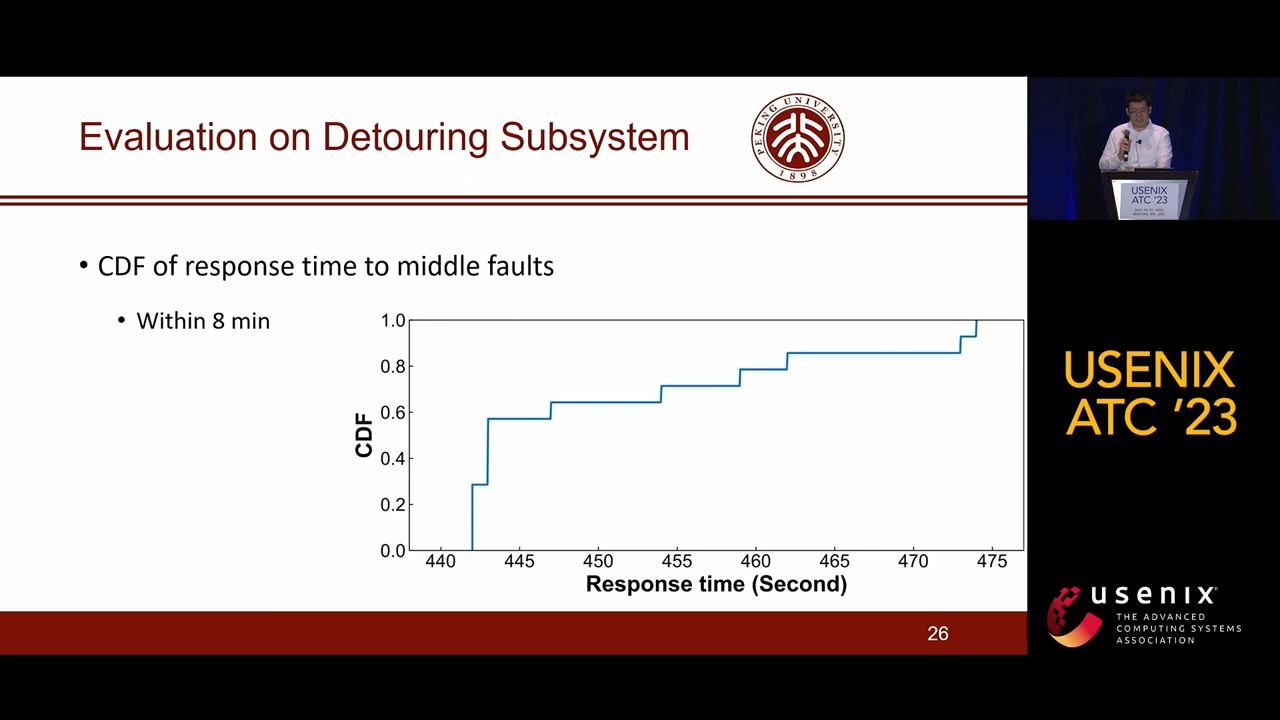 Evaluation on Detouring Subsystem
PEKING UNIVERSITY
1898
• CDF of response time to middle faults
• Within 8 min
1.0
0.8
0.6
0.4
0.2
0.0
CDF
440 445 450 455 460 465 470 475
Response time (Second)
26
USENIX
ATC '23
USENIX
ATC '23
usenix
THE ADVANCED
COMPUTING SYSTEMS
ASSOCIATION